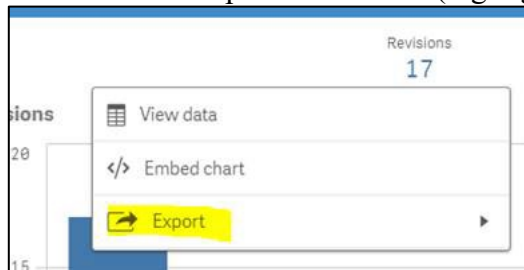 Revisions
17
sions
View data
20
</> Embed chart
Export
15